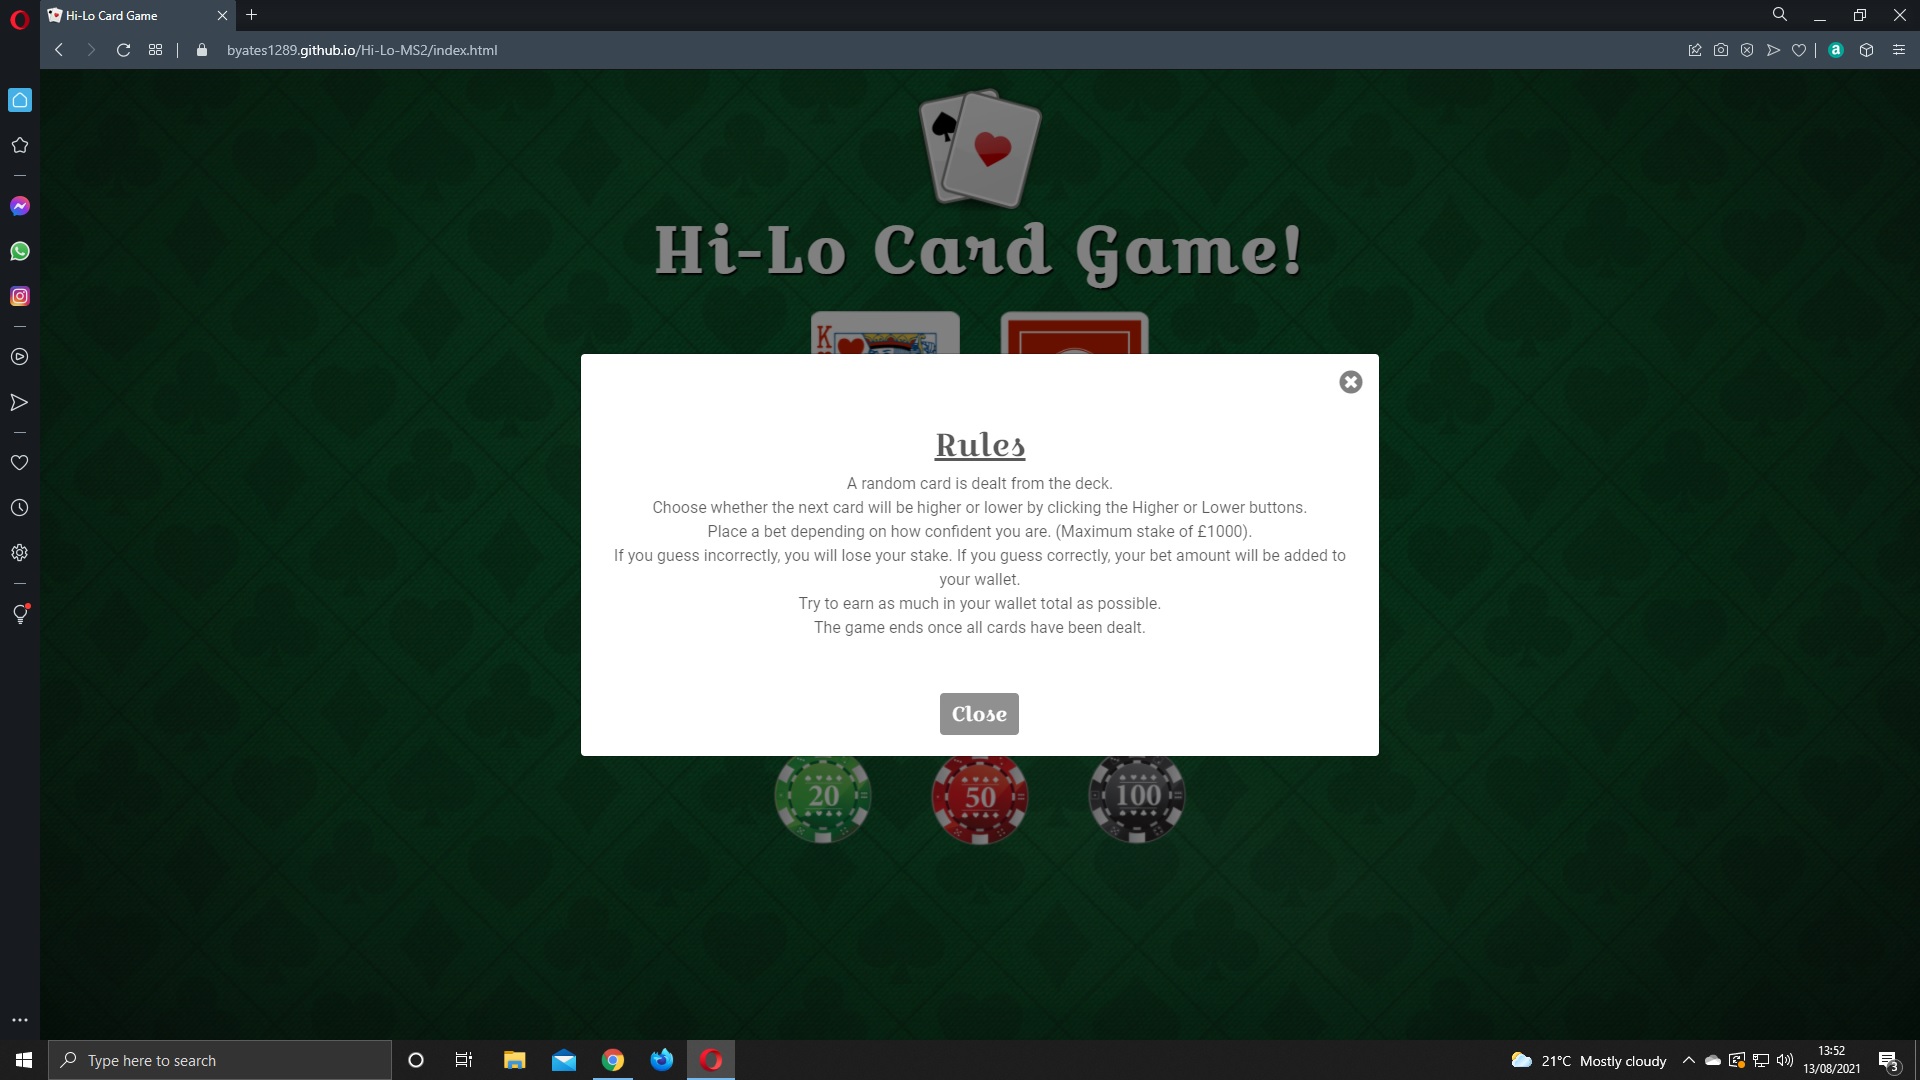 Hi-Lo Card Game
byates1289.github.io/Hi-Lo-MS2/index.html
a
Hi-Lo Card Game!
K
Rules
A random card is dealt from the deck.
Choose whether the next card will be higher or lower by clicking the Higher or Lower buttons.
Place a bet depending on how confident you are. (Maximum stake of £1000).
If you guess incorrectly, you will lose your stake. If you guess correctly, your bet amount will be added to
your wallet.
Try to earn as much in your wallet total as possible.
The game ends once all cards have been dealt.
Close
20
50
100
Type here to search
21°C Mostly cloudy
13:52
13/08/2021
3